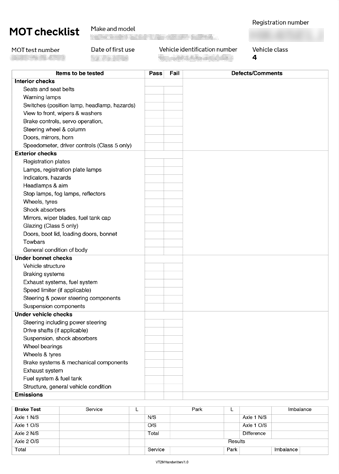 MOT checklist
Make and model
Registration number
MOT test number
Date of first use
Vehicle identification number
Vehicle class
4
Items to be tested Pass Fail Defects/Comments
Interior checks
Seats and seat belts
Warning lamps
Switches (position lamp, headlamp, hazards)
View to front, wipers & washers
Brake controls, servo operation,
Steering wheel & column
Doors, mirrors, horn
Speedometer, driver controls (Class 5 only)
Exterior checks
Registration plates
Lamps, registration plate lamps
Indicators, hazards
Headlamps & aim
Stop lamps, fog lamps, reflectors
Wheels, tyres
Shock absorbers
Mirrors, wiper blades, fuel tank cap
Glazing (Class 5 only)
Doors, boot lid, loading doors, bonnet
Towbars
General condition of body
Under bonnet checks
Vehicle structure
Braking systems
Exhaust systems, fuel system
Speed limiter (if applicable)
Steering & power steering components
Suspension components
Under vehicle checks
Steering including power steering
Drive shafts (if applicable)
Suspension, shock absorbers
Wheel bearings
Wheels & tyres
Brake systems & mechanical components
Exhaust system
Fuel system & fuel tank
Structure, general vehicle condition
Emissions
Brake Test Service L Park L Imbalance
Axle 1 N/S N/S Axle 1 N/S
Axle 1 O/S O/S Axle 1 O/S
Axle 2 N/S Total Difference
Axle 2 O/S Results
Total Service Park Imbalance